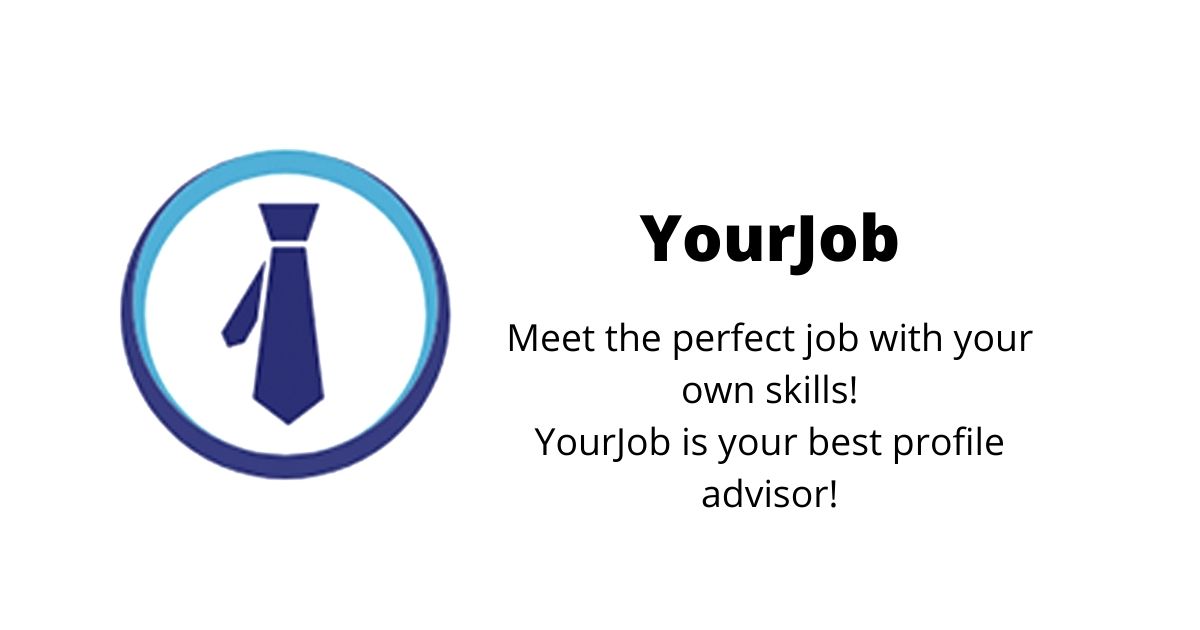 YourJob
Meet the perfect job with your
own skills!
YourJob is your best profile
advisor!